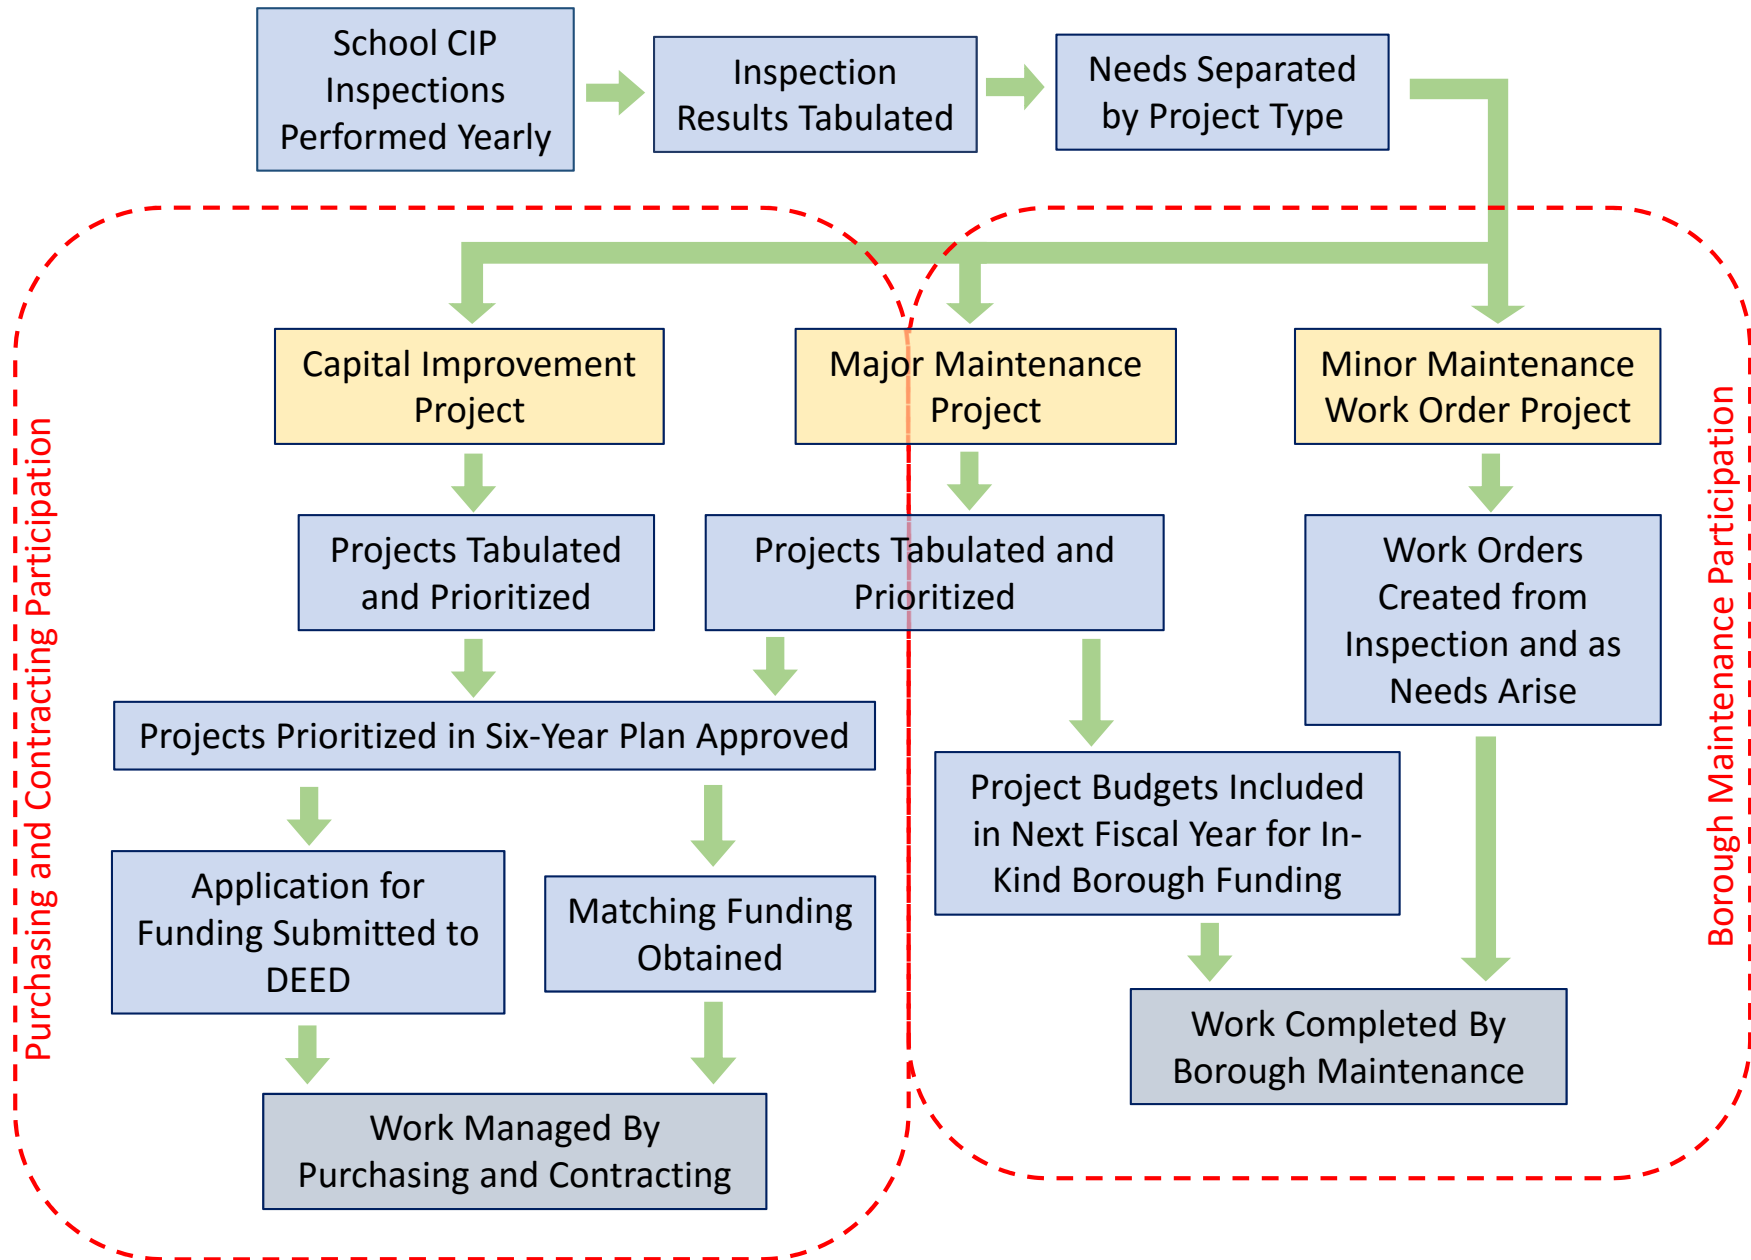 School CIP
Inspections
Performed Yearly
Inspection
Results Tabulated
Needs Separated
by Project Type
Purchasing and Contracting Participation
Borough Maintenance Participation
Capital Improvement
Project
Major Maintenance
Project
Minor Maintenance
Work Order Project
Projects Tabulated
and Prioritized
Projects Tabulated and
Prioritized
Work Orders
Created from
Inspection and as
Needs Arise
Projects Prioritized in Six-Year Plan Approved
Project Budgets Included
in Next Fiscal Year for In-
Kind Borough Funding
Application for
Funding Submitted to
DEED
Matching Funding
Obtained
Work Completed By
Borough Maintenance
Work Managed By
Purchasing and Contracting